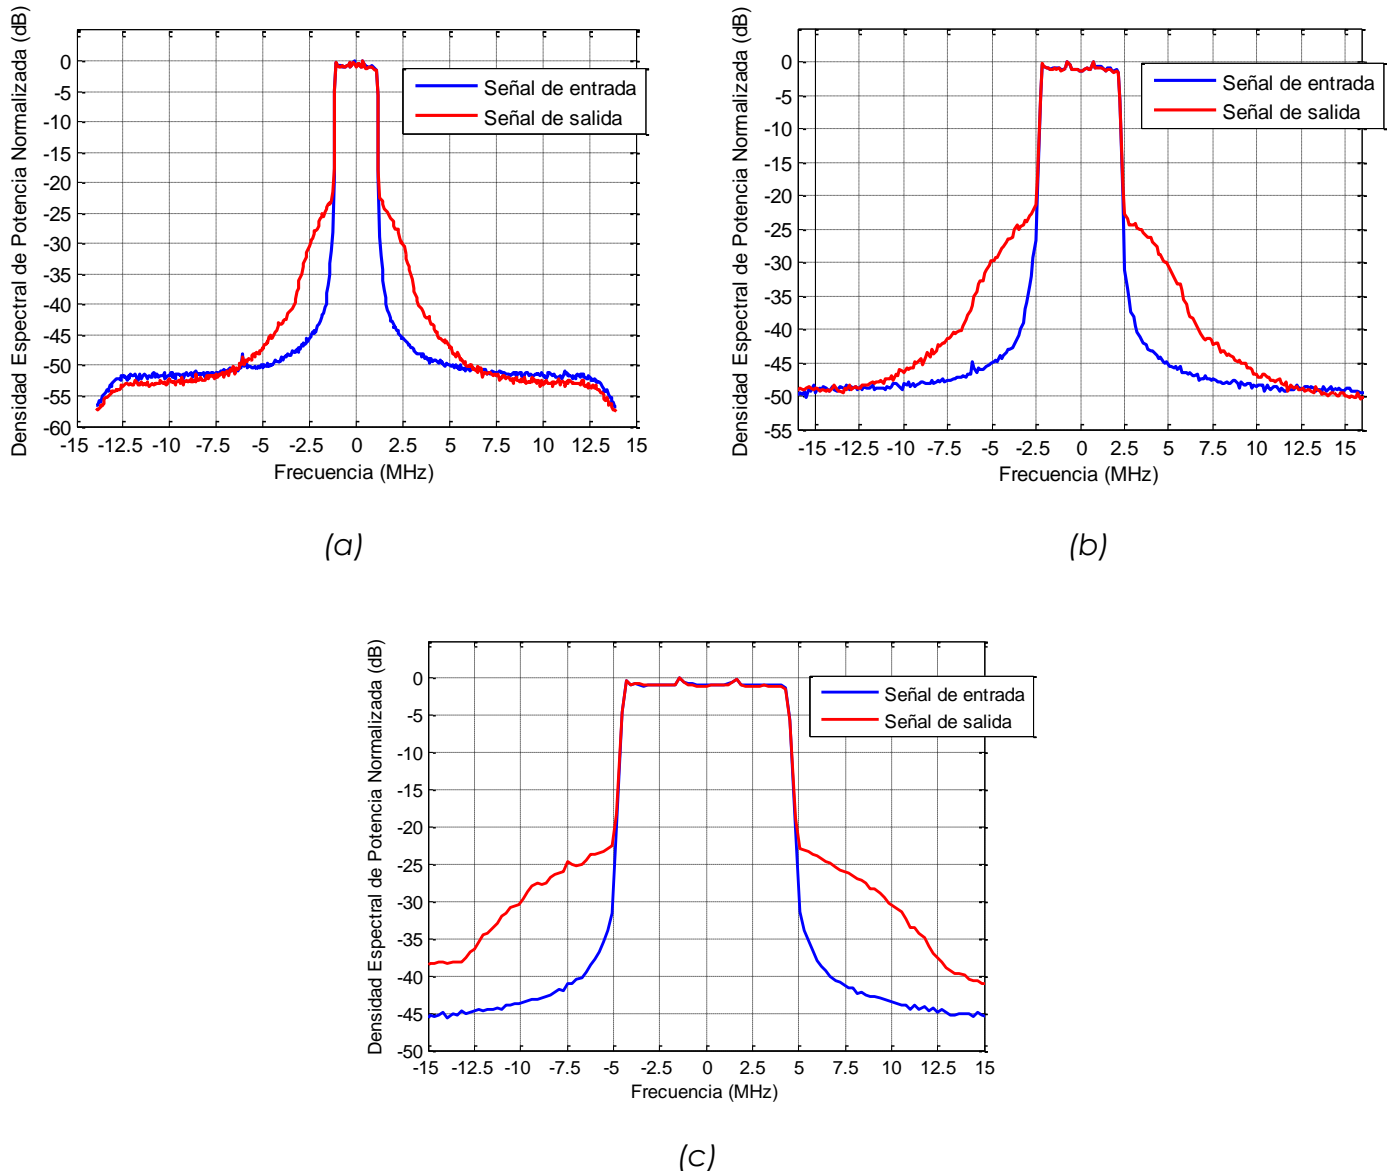 Densidad Espectral de Potencia Normalizada (dB)
0
-5
-10
-15
-20
-25
-30
-35
-40
-45
-50
-55
-60
Señal de entrada
Señal de salida
-15 -12.5 -10 -7.5 -5 -2.5 0 2.5 5 7.5 10 12.5 15
Frecuencia (MHz)
(a)
Densidad Espectral de Potencia Normalizada (dB)
0
-5
-10
-15
-20
-25
-30
-35
-40
-45
-50
-55
Señal de entrada
Señal de salida
-15 -12.5 -10 -7.5 -5 -2.5 0 2.5 5 7.5 10 12.5 15
Frecuencia (MHz)
(b)
Densidad Espectral de Potencia Normalizada (dB)
0
-5
-10
-15
-20
-25
-30
-35
-40
-45
-50
Señal de entrada
Señal de salida
-15 -12.5 -10 -7.5 -5 -2.5 0 2.5 5 7.5 10 12.5 15
Frecuencia (MHz)
(c)